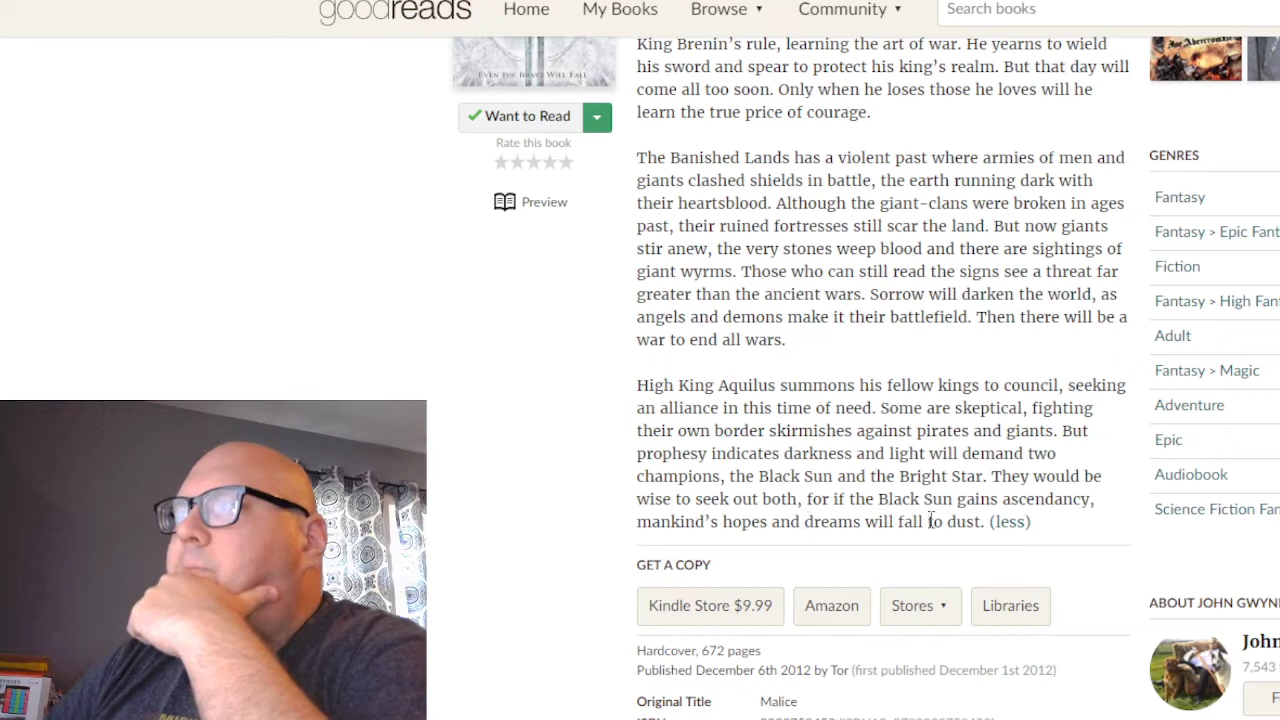 goodreads Home My Books Browse ▾ Community ▾ Search books
EVEN THE BRAVE WILL FALL
Want to Read
Rate this book
Preview
King Brenin's rule, learning the art of war. He yearns to wield
his sword and spear to protect his king's realm. But that day will
come all too soon. Only when he loses those he loves will he
learn the true price of courage.
The Banished Lands has a violent past where armies of men and
giants clashed shields in battle, the earth running dark with
their heartsblood. Although the giant-clans were broken in ages
past, their ruined fortresses still scar the land. But now giants
stir anew, the very stones weep blood and there are sightings of
giant wyrms. Those who can still read the signs see a threat far
greater than the ancient wars. Sorrow will darken the world, as
angels and demons make it their battlefield. Then there will be a
war to end all wars.
High King Aquilus summons his fellow kings to council, seeking
an alliance in this time of need. Some are skeptical, fighting
their own border skirmishes against pirates and giants. But
prophesy indicates darkness and light will demand two
champions, the Black Sun and the Bright Star. They would be
wise to seek out both, for if the Black Sun gains ascendancy,
mankind's hopes and dreams will fall to dust. (less)
GET A COPY
Kindle Store $9.99 Amazon Stores ▾ Libraries
Hardcover, 672 pages
Published December 6th 2012 by Tor (first published December 1st 2012)
Original Title Malice
Joe Abercrombie
GENRES
Fantasy
Fantasy > Epic Fant
Fiction
Fantasy > High Fan
Adult
Fantasy > Magic
Adventure
Epic
Audiobook
Science Fiction Fan
ABOUT JOHN GWYN
John
7,543